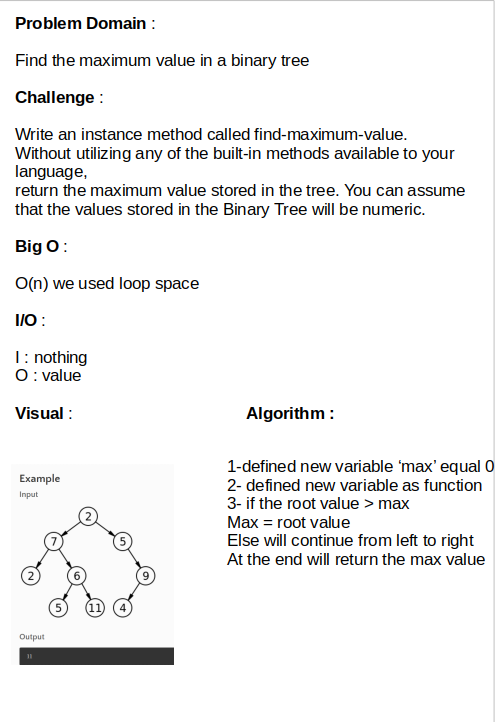 Problem Domain :
Find the maximum value in a binary tree
Challenge :
Write an instance method called find-maximum-value.
Without utilizing any of the built-in methods available to your
language,
return the maximum value stored in the tree. You can assume
that the values stored in the Binary Tree will be numeric.
Big O :
O(n) we used loop space
I/O :
I : nothing
O : value
Visual :
Algorithm :
1-defined new variable ‘max’ equal 0
2- defined new variable as function
3- if the root value > max
Max = root value
Else will continue from left to right
At the end will return the max value
Example
Input
2
7 5
2 6 9
5 11 4
Output
11